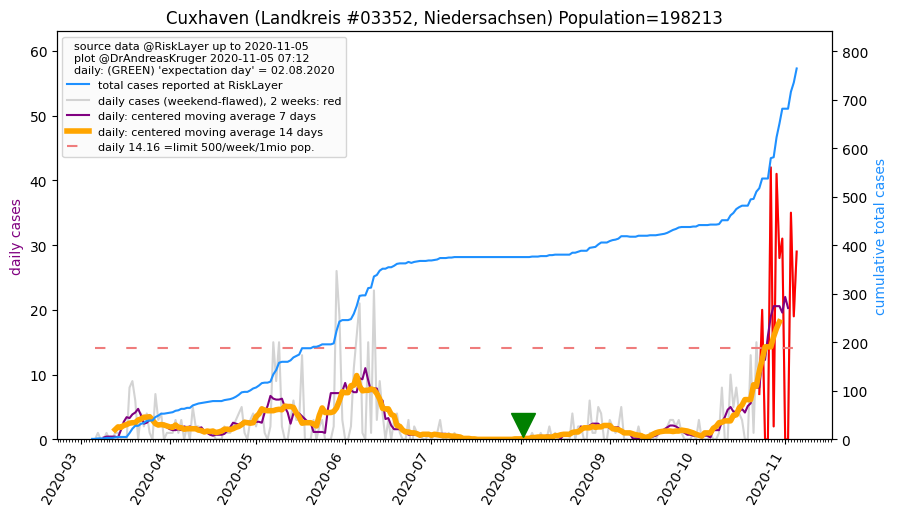 Cuxhaven (Landkreis #03352, Niedersachsen) Population=198213
source data @RiskLayer up to 2020-11-05
plot @DrAndreasKruger 2020-11-05 07:12
daily: (GREEN) 'expectation day' = 02.08.2020
total cases reported at RiskLayer
daily cases (weekend-flawed), 2 weeks: red
daily: centered moving average 7 days
daily: centered moving average 14 days
daily 14.16 =limit 500/week/1mio pop.
daily cases
60
50
40
30
20
10
0
cumulative total cases
800
700
600
500
400
300
200
100
0
2020-03
2020-04
2020-05
2020-06
2020-07
2020-08
2020-09
2020-10
2020-11